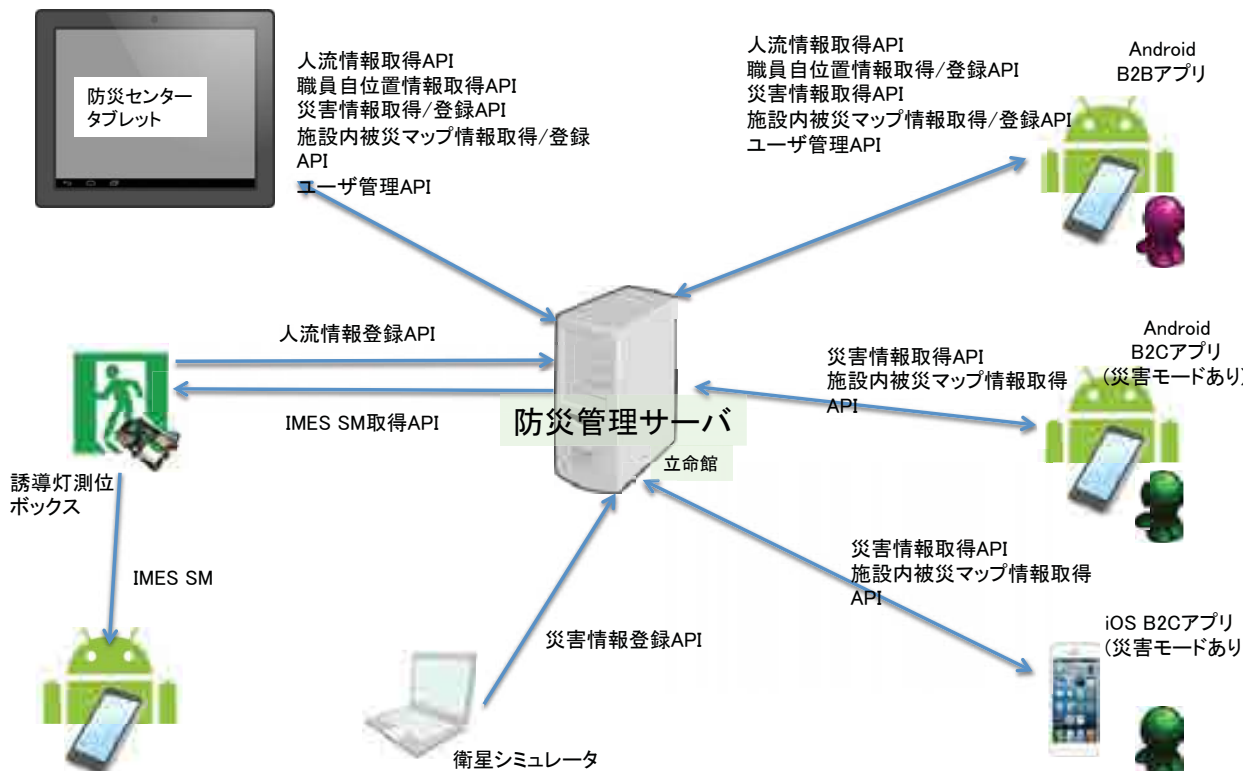 防災センター
タブレット
人流情報取得API
職員自位置情報取得API
災害情報取得/登録API
施設内被災マップ情報取得/登録
API
ユーザ管理API
人流情報取得API
職員自位置情報取得/登録API
災害情報取得API
施設内被災マップ情報取得/登録API
ユーザ管理API
Android
B2Bアプリ
人流情報登録API
IMES SM取得API
誘導灯測位
ボックス
防災管理サーバ
立命館
災害情報取得API
施設内被災マップ情報取得
API
Android
B2Cアプリ
(災害モードあり)
IMES SM
災害情報登録API
衛星シミュレータ
災害情報取得API
施設内被災マップ情報取得
API
iOS B2Cアプリ
(災害モードあり